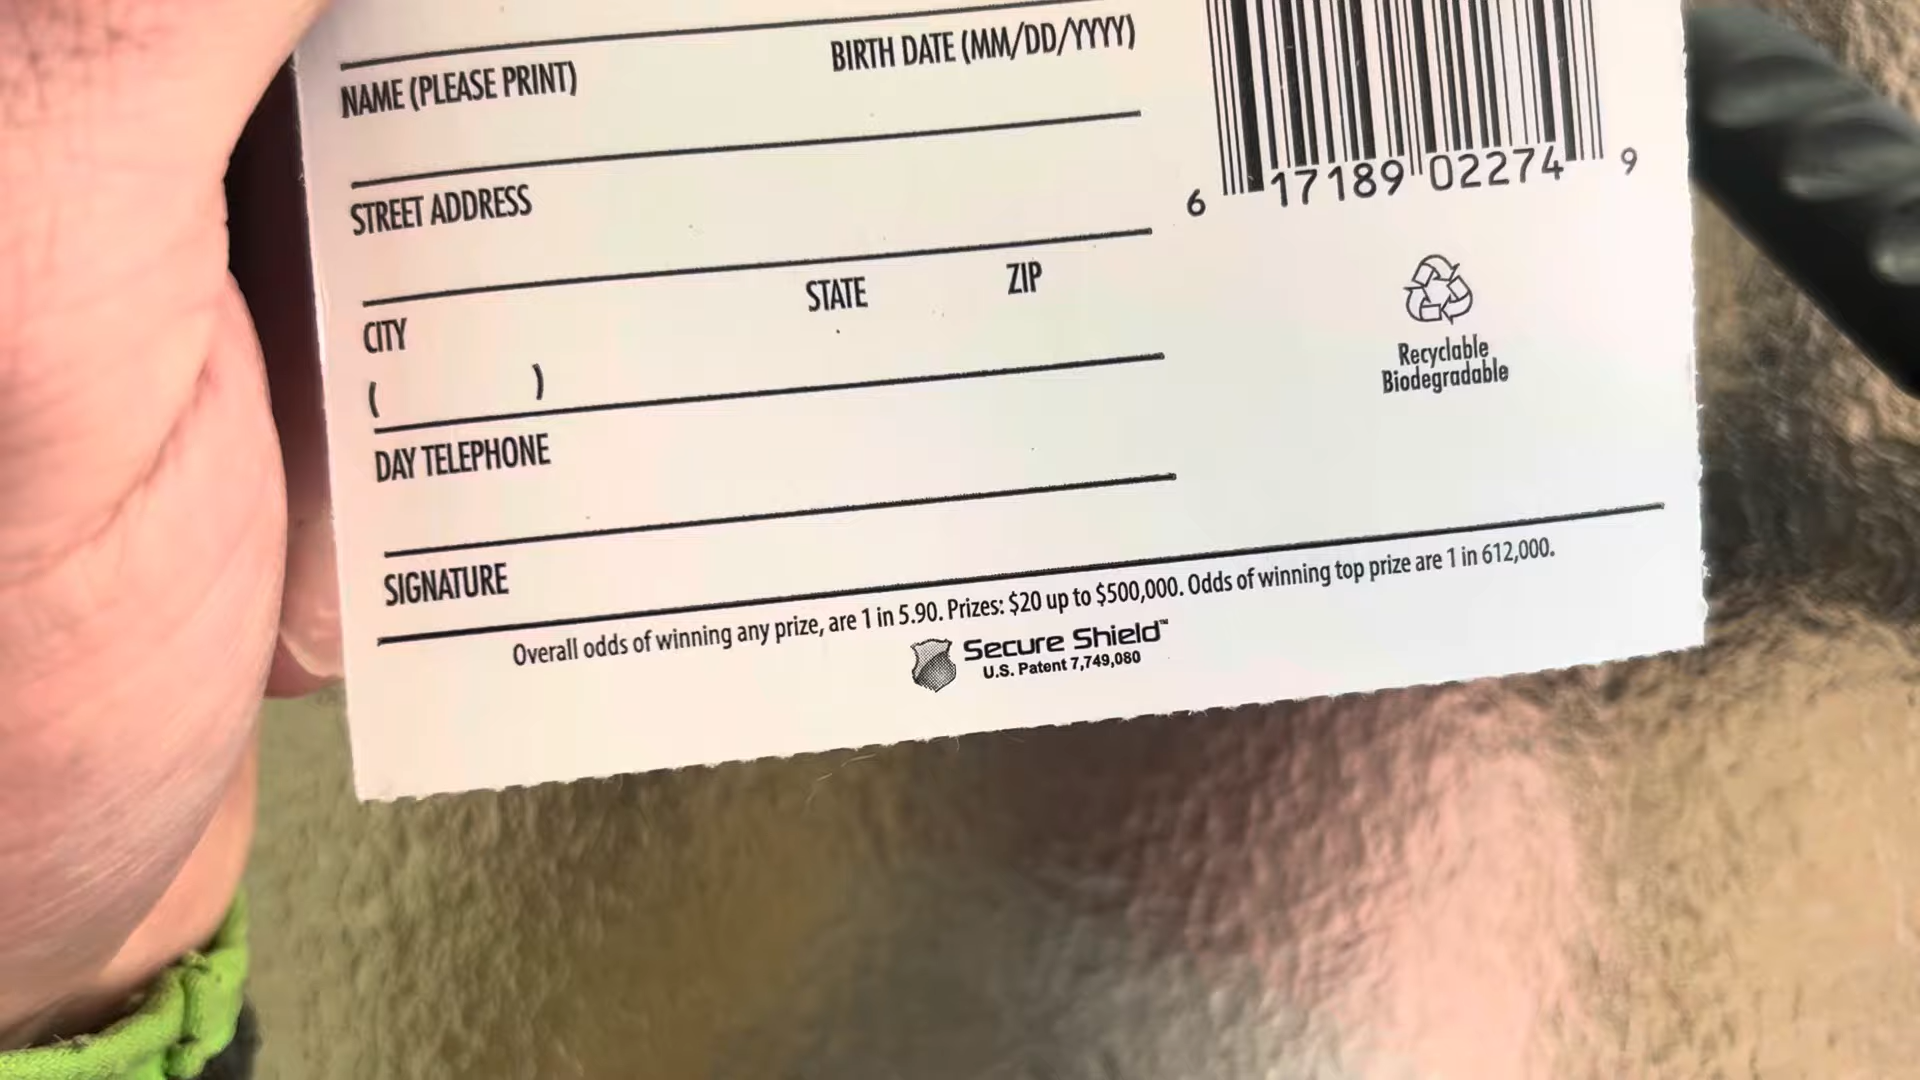 NAME (PLEASE PRINT) BIRTH DATE (MM/DD/YYYY)
STREET ADDRESS
6 17189 02274 9
CITY STATE ZIP
( )
Recyclable
Biodegradable
DAY TELEPHONE
SIGNATURE
Overall odds of winning any prize, are 1 in 5.90. Prizes: $20 up to $500,000. Odds of winning top prize are 1 in 612,000.
Secure Shield™
U.S. Patent 7,749,080